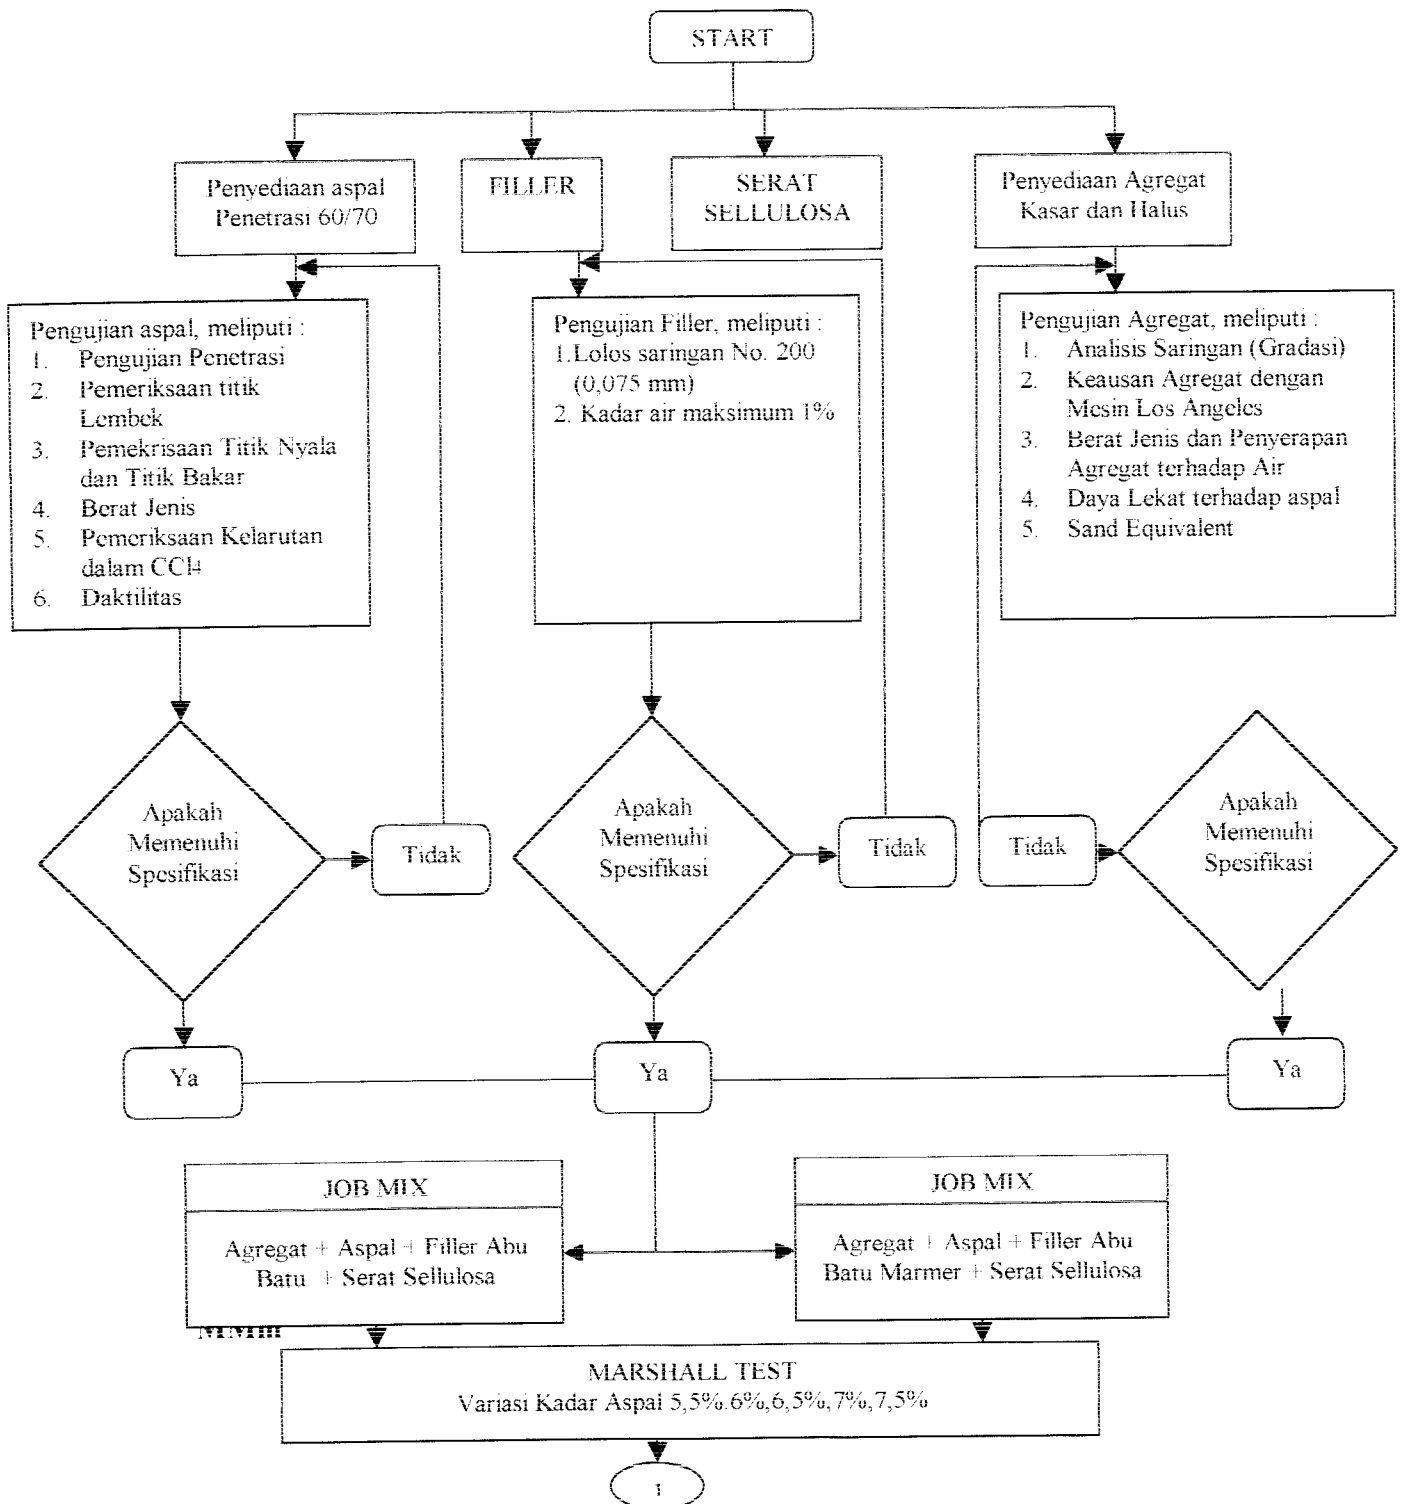 START
Penyediaan aspal
Penetrasi 60/70
FILLER
SERAT
SELLULOSA
Penyediaan Agregat
Kasar dan Halus
Pengujian aspal, meliputi :
1. Pengujian Penetrasi
2. Pemeriksaan titik
Lembek
3. Pemekrisaan Titik Nyala
dan Titik Bakar
4. Berat Jenis
5. Pemeriksaan Kelarutan
dalam CCl4
6. Daktilitas
Pengujian Filler, meliputi :
1.Lolos saringan No. 200
(0,075 mm)
2. Kadar air maksimum 1%
Pengujian Agregat, meliputi :
1. Analisis Saringan (Gradasi)
2. Keausan Agregat dengan
Mesin Los Angeles
3. Berat Jenis dan Penyerapan
Agregat terhadap Air
4. Daya Lekat terhadap aspal
5. Sand Equivalent
Apakah
Memenuhi
Spesifikasi
Tidak
Apakah
Memenuhi
Spesifikasi
Tidak
Tidak
Apakah
Memenuhi
Spesifikasi
Ya
Ya
Ya
JOB MIX
Agregat + Aspal + Filler Abu
Batu + Serat Sellulosa
JOB MIX
Agregat + Aspal + Filler Abu
Batu Marmer + Serat Sellulosa
MARSHALL TEST
Variasi Kadar Aspal 5,5%.6%,6,5%,7%,7,5%
1